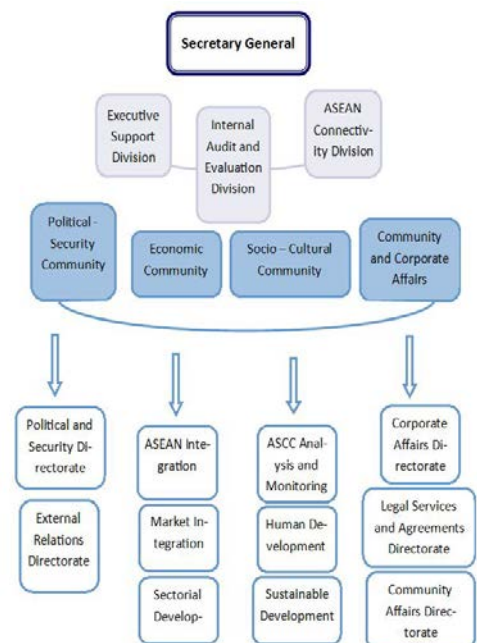 Secretary General
Executive
Support
Division
Internal
Audit and
Evaluation
Division
ASEAN
Connectiv-
ity Division
Political -
Security
Community
Economic
Community
Socio – Cultural
Community
Community
and Corporate
Affairs
Political and
Security Di-
rectorate
External
Relations
Directorate
ASEAN Inte-
gration
Market In-
tegration
Sectorial
Develop-
ASCC Anal-
ysis and
Monitoring
Human De-
velopment
Sustainable
Development
Corporate
Affairs Di-
rectorate
Legal Services
and Agreements
Directorate
Community
Affairs Direc-
torate